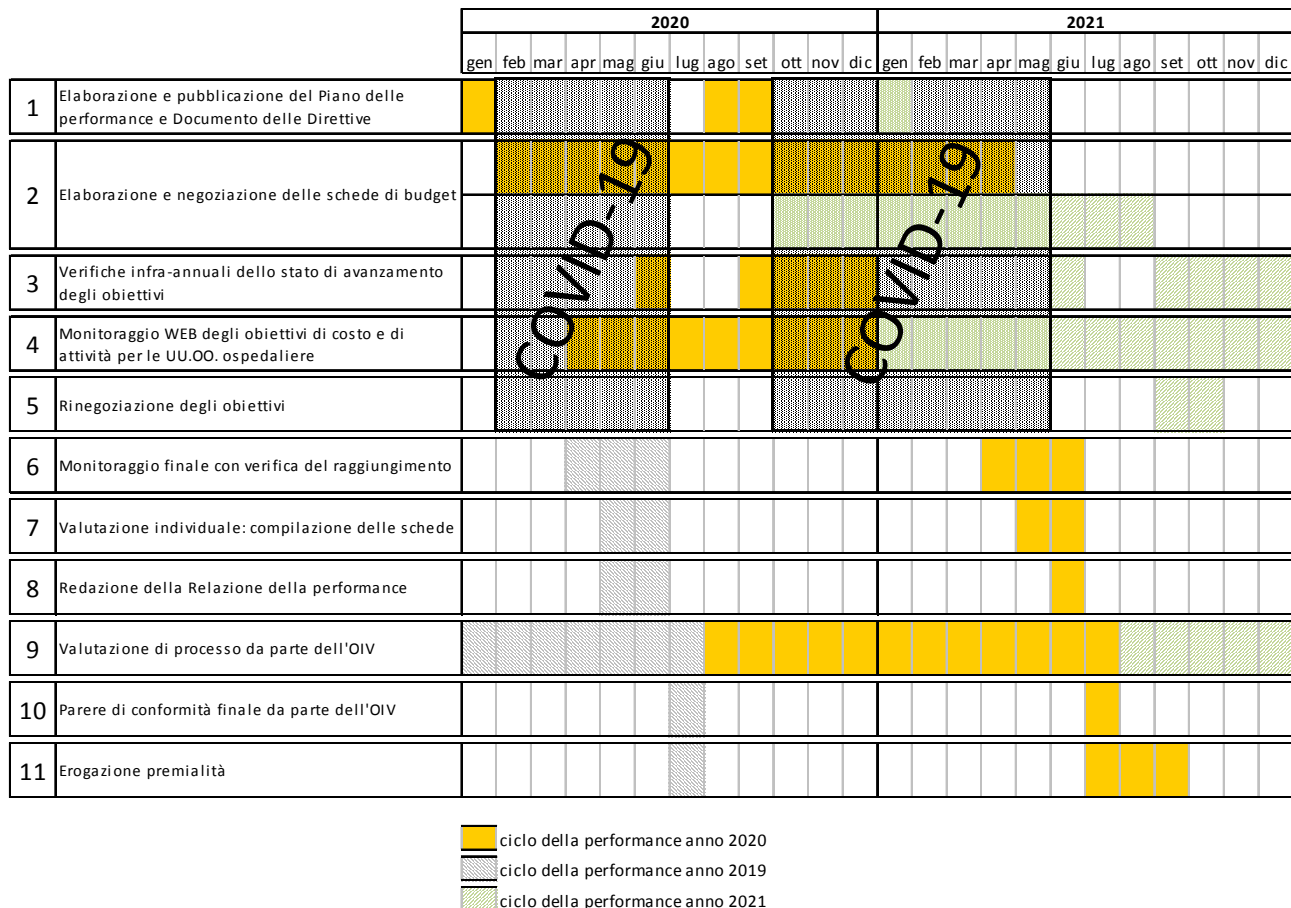 2020 2021
gen feb mar apr mag giu lug ago set ott nov dic gen feb mar apr mag giu lug ago set ott nov dic
1 Elaborazione e pubblicazione del Piano delle
performance e Documento delle Direttive
2 Elaborazione e negoziazione delle schede di budget
3 Verifiche infra-annuali dello stato di avanzamento
degli obiettivi
4 Monitoraggio WEB degli obiettivi di costo e di
attività per le UU.OO. ospedaliere
5 Rinegoziazione degli obiettivi
COVID-19
COVID-19
6 Monitoraggio finale con verifica del raggiungimento
7 Valutazione individuale: compilazione delle schede
8 Redazione della Relazione della performance
9 Valutazione di processo da parte dell'OIV
10 Parere di conformità finale da parte dell'OIV
11 Erogazione premialità
ciclo della performance anno 2020
ciclo della performance anno 2019
ciclo della performance anno 2021